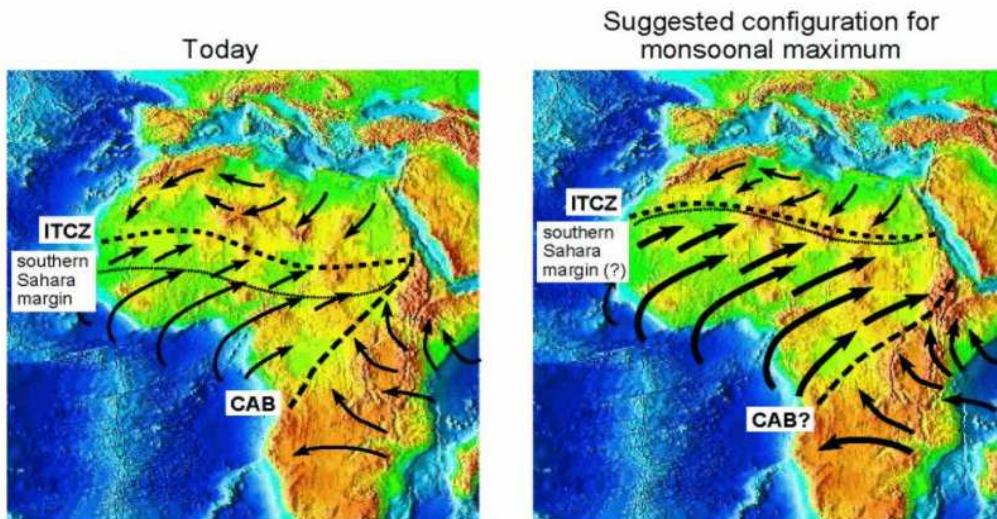 Today
ITCZ
southern
Sahara
margin
CAB
Suggested configuration for
monsoonal maximum
ITCZ
southern
Sahara
margin (?)
CAB?